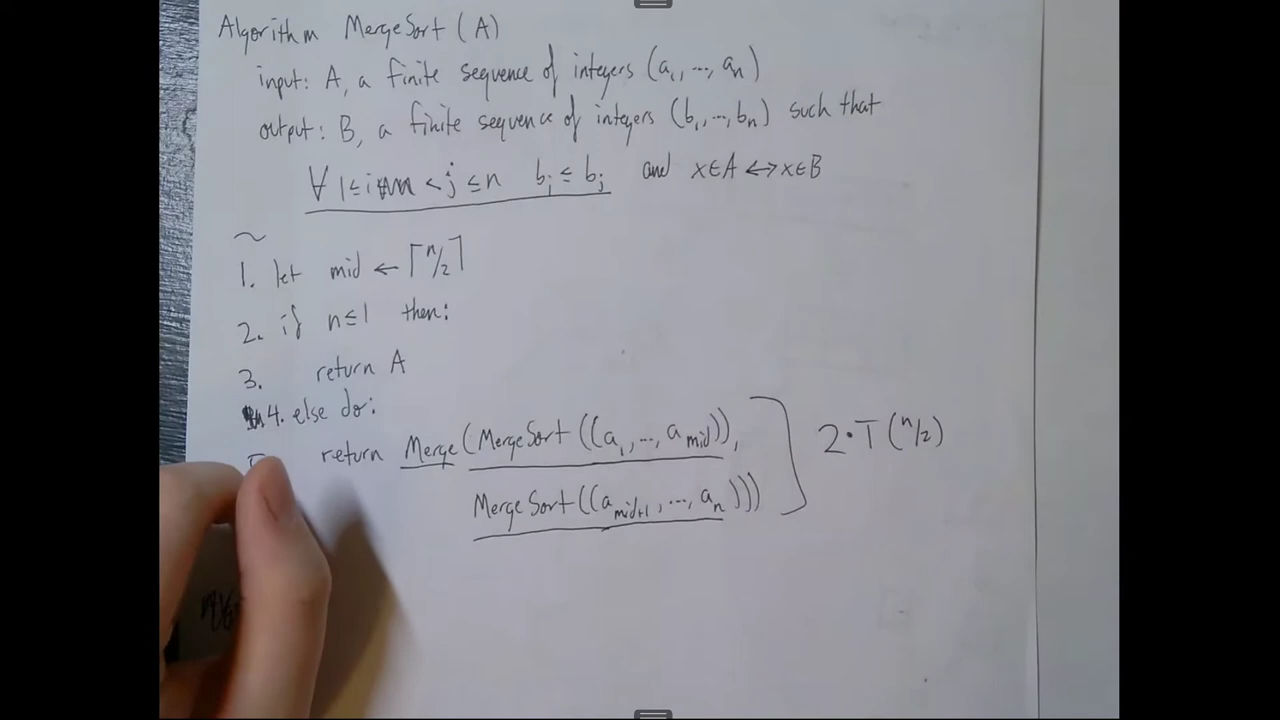 Algorithm MergeSort (A)
input: A, a finite sequence of integers (a₁, ..., aₙ)
output: B, a finite sequence of integers (b₁, ..., bₙ) such that
∀ 1 ≤ i < j ≤ n bᵢ ≤ bⱼ and x∈A ↔ x∈B
~
1. let mid ← ⌈n/2⌉
2. if n≤1 then:
3. return A
4. else do:
return Merge(MergeSort((a₁, ..., a_mid)),
MergeSort((a_mid+1, ..., aₙ))) 2·T(n/2)